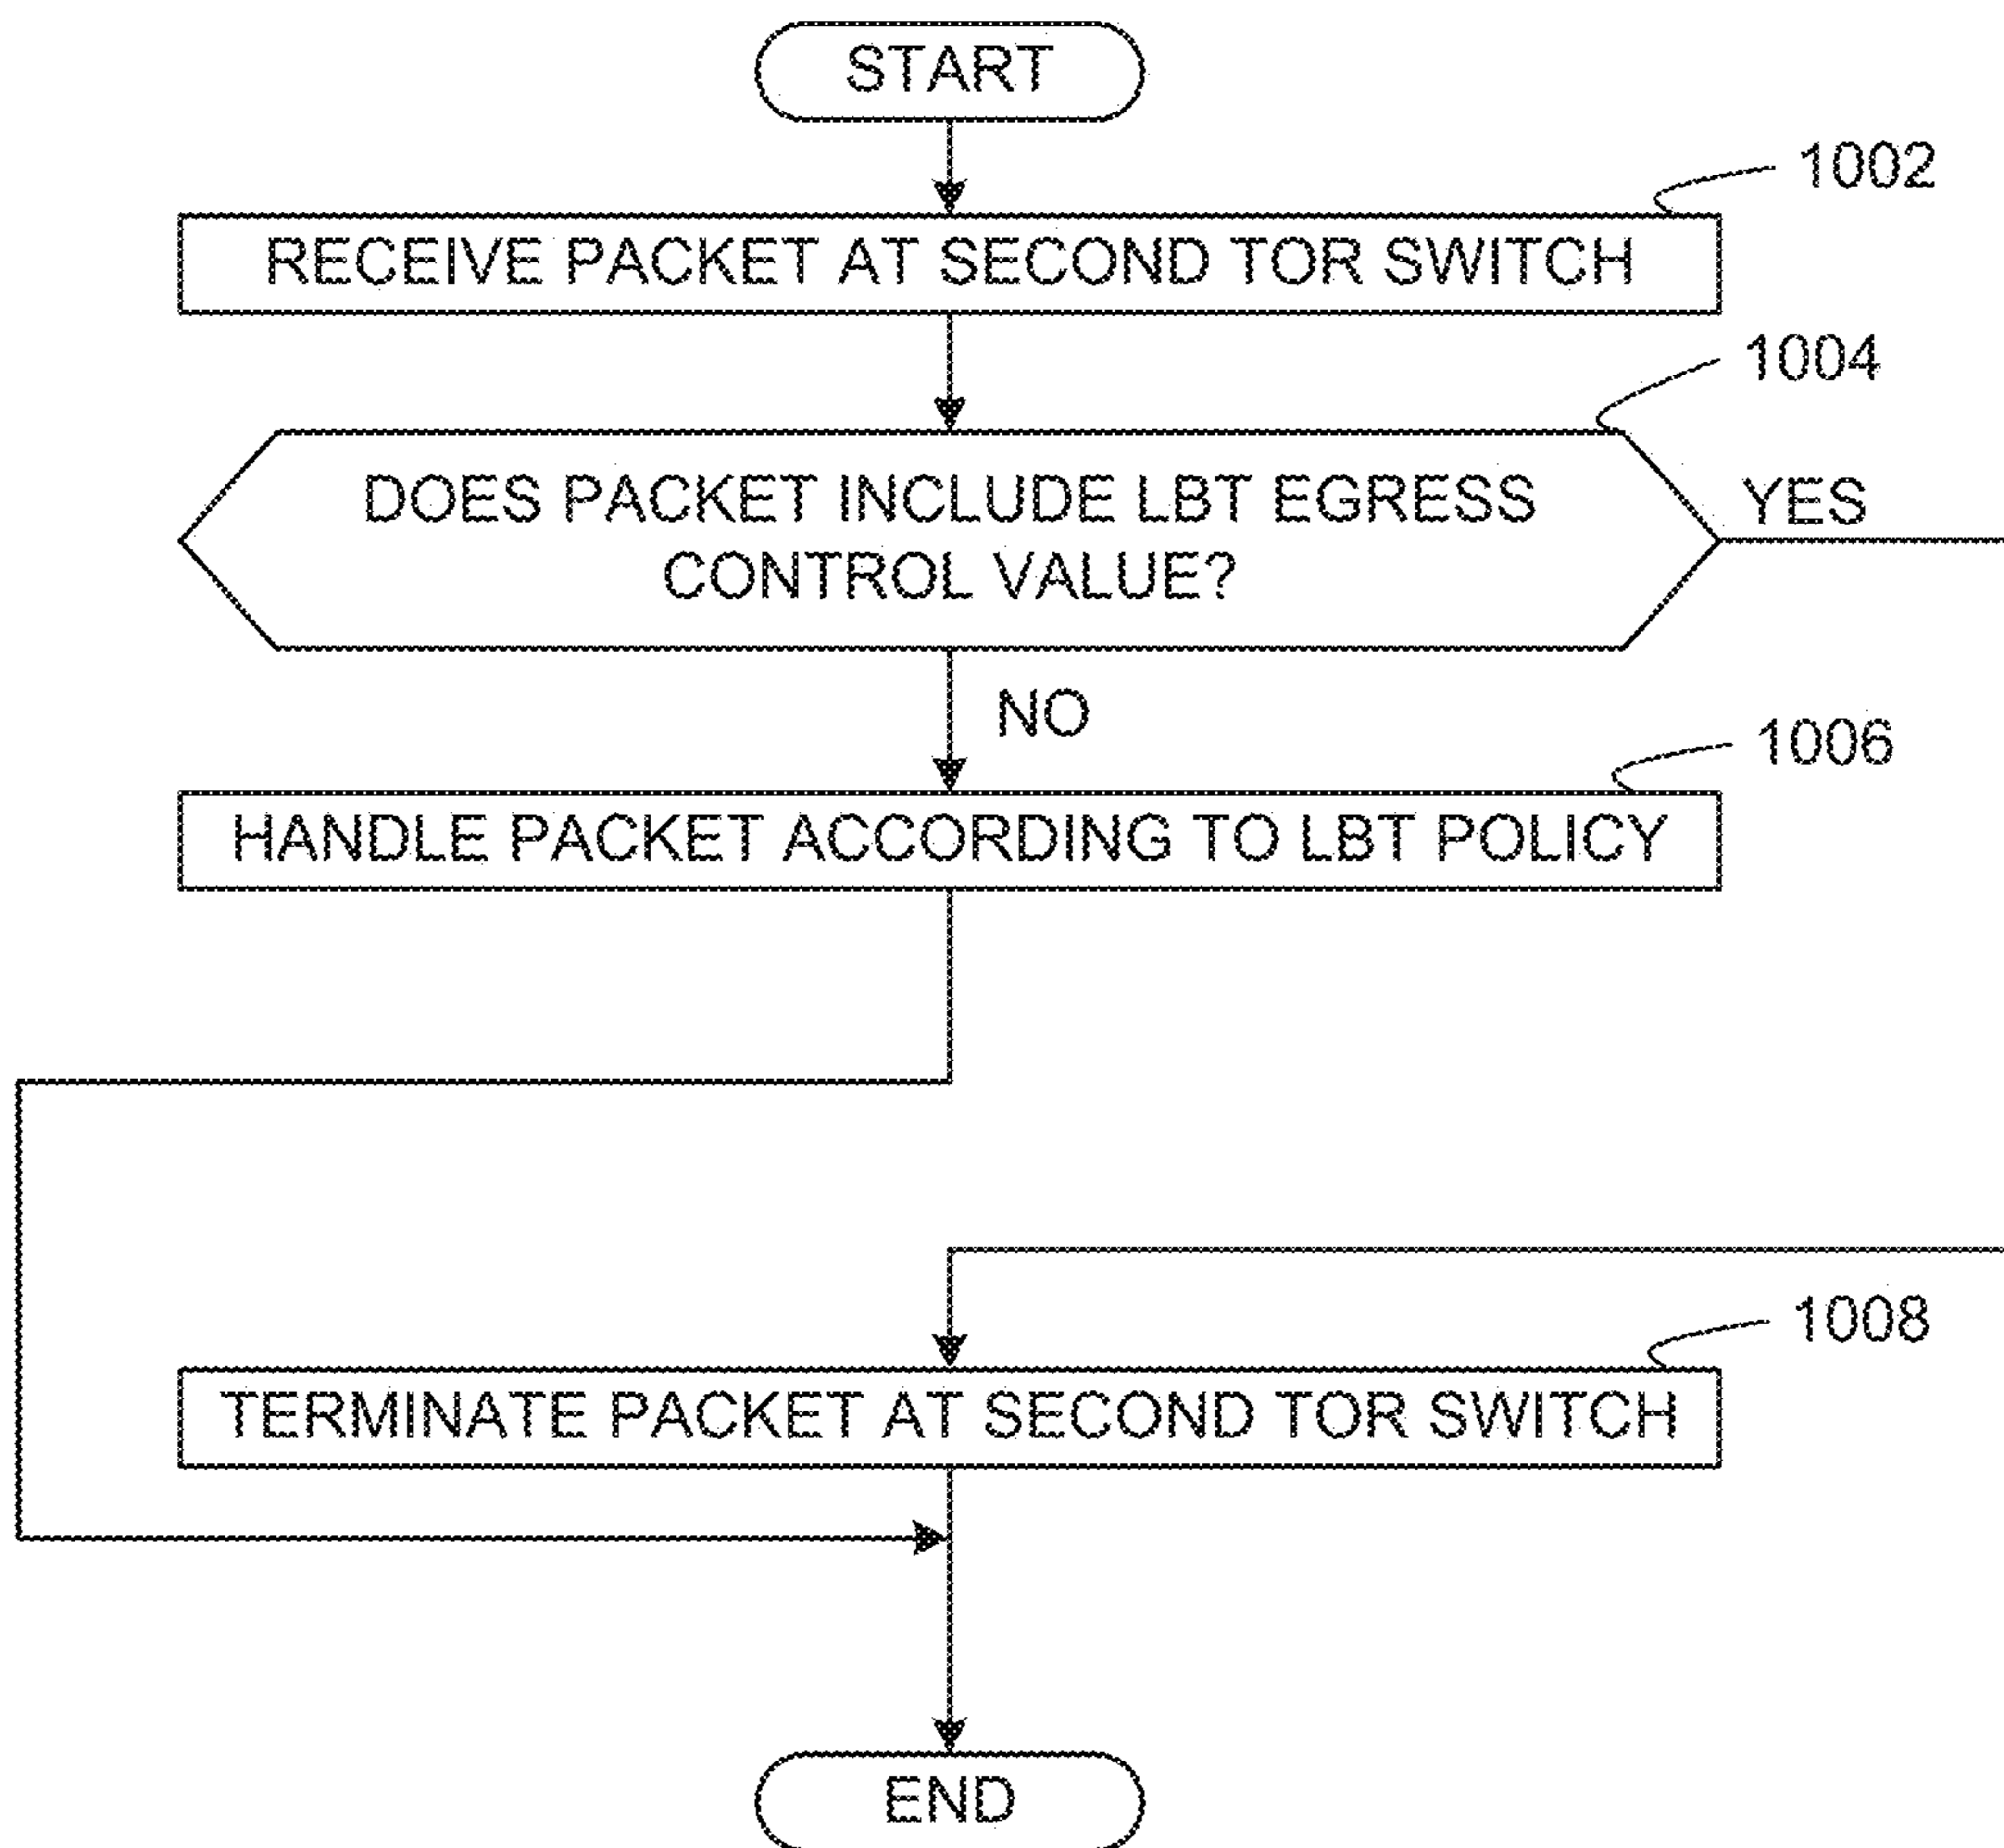 START
1002
RECEIVE PACKET AT SECOND TOR SWITCH
1004
DOES PACKET INCLUDE LBT EGRESS
CONTROL VALUE?
YES
NO
1006
HANDLE PACKET ACCORDING TO LBT POLICY
1008
TERMINATE PACKET AT SECOND TOR SWITCH
END